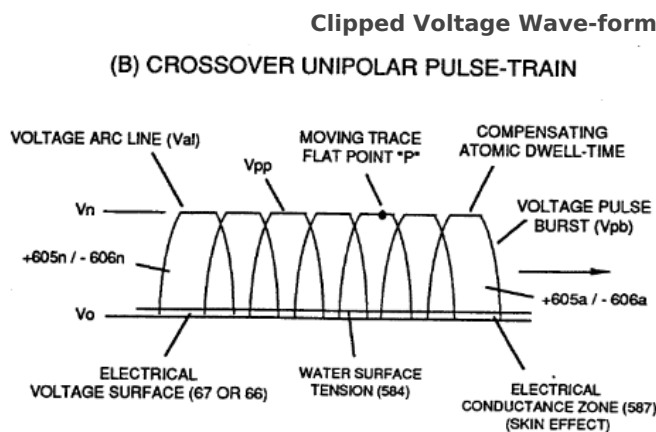 Clipped Voltage Wave-form
(B) CROSSOVER UNIPOLAR PULSE-TRAIN
VOLTAGE ARC LINE (Val)
Vpp
MOVING TRACE
FLAT POINT "P"
COMPENSATING
ATOMIC DWELL-TIME
VOLTAGE PULSE
BURST (Vpb)
Vn
+605n / - 606n
+605a / - 606a
Vo
ELECTRICAL
VOLTAGE SURFACE (67 OR 66)
WATER SURFACE
TENSION (584)
ELECTRICAL
CONDUCTANCE ZONE (587)
(SKIN EFFECT)